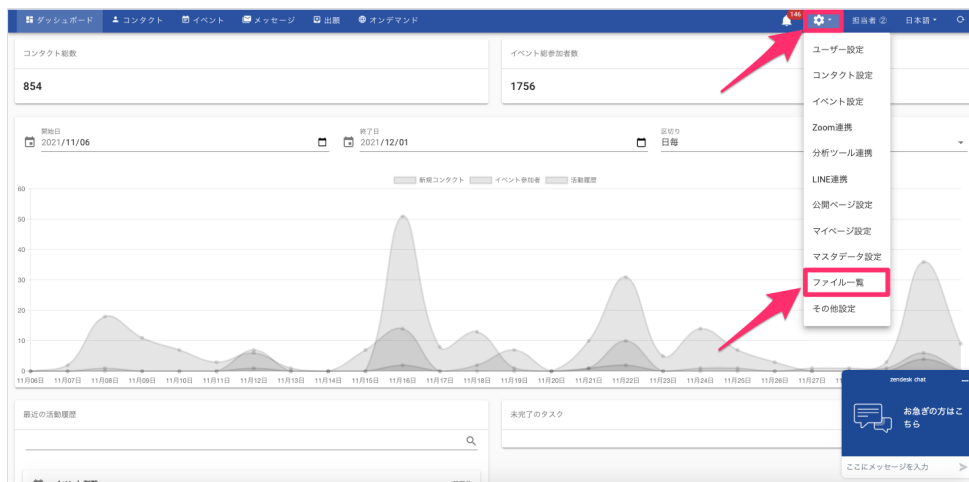 ダッシュボード コンタクト イベント メッセージ 出願 オンデマンド 146 担当者 ② 日本語
コンタクト総数
854
イベント総参加者数
1756
ユーザー設定
コンタクト設定
イベント設定
Zoom連携
分析ツール連携
LINE連携
公開ページ設定
マイページ設定
マスタデータ設定
ファイル一覧
その他設定
開始日
2021/11/06
終了日
2021/12/01
区切り
日毎
新規コンタクト イベント参加者 活動履歴
60
50
40
30
20
10
0
11月06日 11月07日 11月08日 11月09日 11月10日 11月11日 11月12日 11月13日 11月14日 11月15日 11月16日 11月17日 11月18日 11月19日 11月20日 11月21日 11月22日 11月23日 11月24日 11月25日 11月26日 11月27日
最近の活動履歴
未完了のタスク
zendesk chat
お急ぎの方はこ
ちら
ここにメッセージを入力